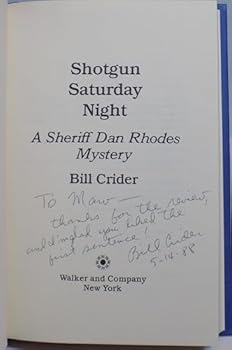 Shotgun
Saturday
Night
A Sheriff Dan Rhodes
Mystery
Bill Crider
To Marv —
thanks for the review,
and I'm glad you liked the
first sentence!
Bill Crider
5-14-88
Walker and Company
New York